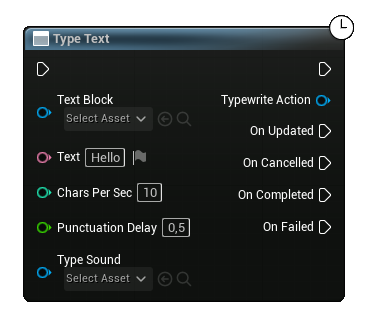 Type Text
Text Block
Select Asset
Typewrite Action
On Updated
Text Hello
On Cancelled
Chars Per Sec 10
On Completed
Punctuation Delay 0,5
On Failed
Type Sound
Select Asset